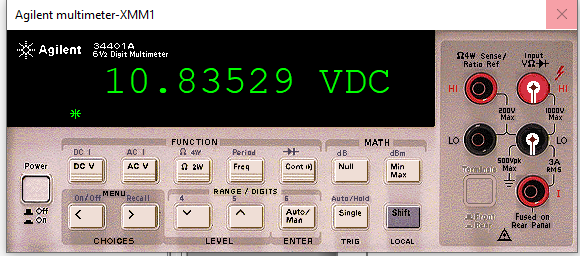 Agilent multimeter-XMM1
Agilent
34401A
6½ Digit Multimeter
10.83529 VDC
Ω4W Sense/
Ratio Ref
Input
VΩ
HI
HI
200V
Max
1000V
Max
LO
LO
500Vpk
Max
3A
RMS
Terminals
I
Front
Rear
Fused on
Rear Panel
Power
Off
On
FUNCTION
MATH
DC I
AC I
Ω 4W
Period
dB
dBm
DC V
AC V
Ω 2W
Freq
Cont
Null
Min
Max
MENU
RANGE / DIGITS
On/Off
Recall
4
5
6
Auto/Hold
<
>
Auto/
Man
Single
Shift
CHOICES
LEVEL
ENTER
TRIG
LOCAL